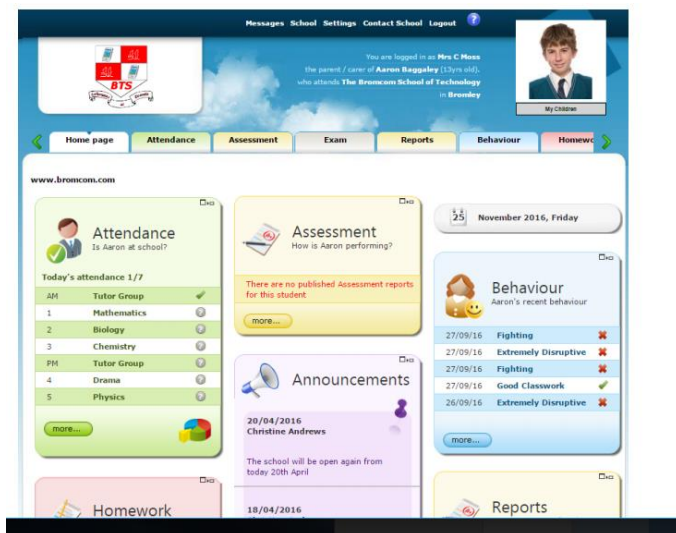 Messages School Settings Contact School Logout
You are logged in as Mrs C Moss
the parent / carer of Aaron Baggaley (13yrs old).
who attends The Bromcom School of Technology
in Bromley
BTS
My Children
Home page Attendance Assessment Exam Reports Behaviour Homewc
www.bromcom.com
Attendance
Is Aaron at school?
Today's attendance 1/7
AM Tutor Group
1 Mathematics
2 Biology
3 Chemistry
PM Tutor Group
4 Drama
5 Physics
more...
Homework
Assessment
How is Aaron performing?
There are no published Assessment reports
for this student
more...
Announcements
20/04/2016
Christine Andrews
The school will be open again from
today 20th April
18/04/2016
25 November 2016, Friday
Behaviour
Aaron's recent behaviour
27/09/16 Fighting
27/09/16 Extremely Disruptive
27/09/16 Fighting
27/09/16 Good Classwork
26/09/16 Extremely Disruptive
more...
Reports